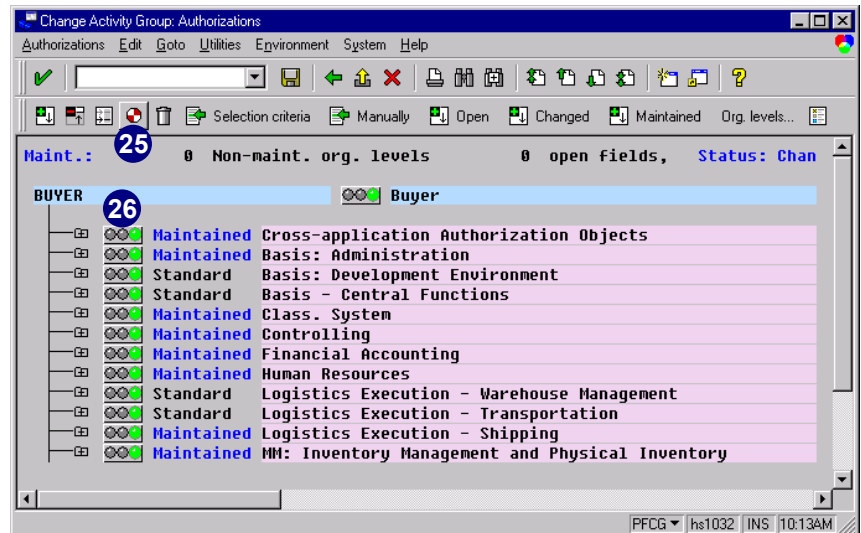 Change Activity Group: Authorizations
Authorizations Edit Goto Utilities Environment System Help
Selection criteria Manually Open Changed Maintained Org. levels...
25
Maint.: 0 Non-maint. org. levels 0 open fields, Status: Chan
BUYER Buyer
26
Maintained Cross-application Authorization Objects
Maintained Basis: Administration
Standard Basis: Development Environment
Standard Basis - Central Functions
Maintained Class. System
Maintained Controlling
Maintained Financial Accounting
Maintained Human Resources
Standard Logistics Execution - Warehouse Management
Standard Logistics Execution - Transportation
Maintained Logistics Execution - Shipping
Maintained MM: Inventory Management and Physical Inventory
PFCG hs1032 INS 10:13AM